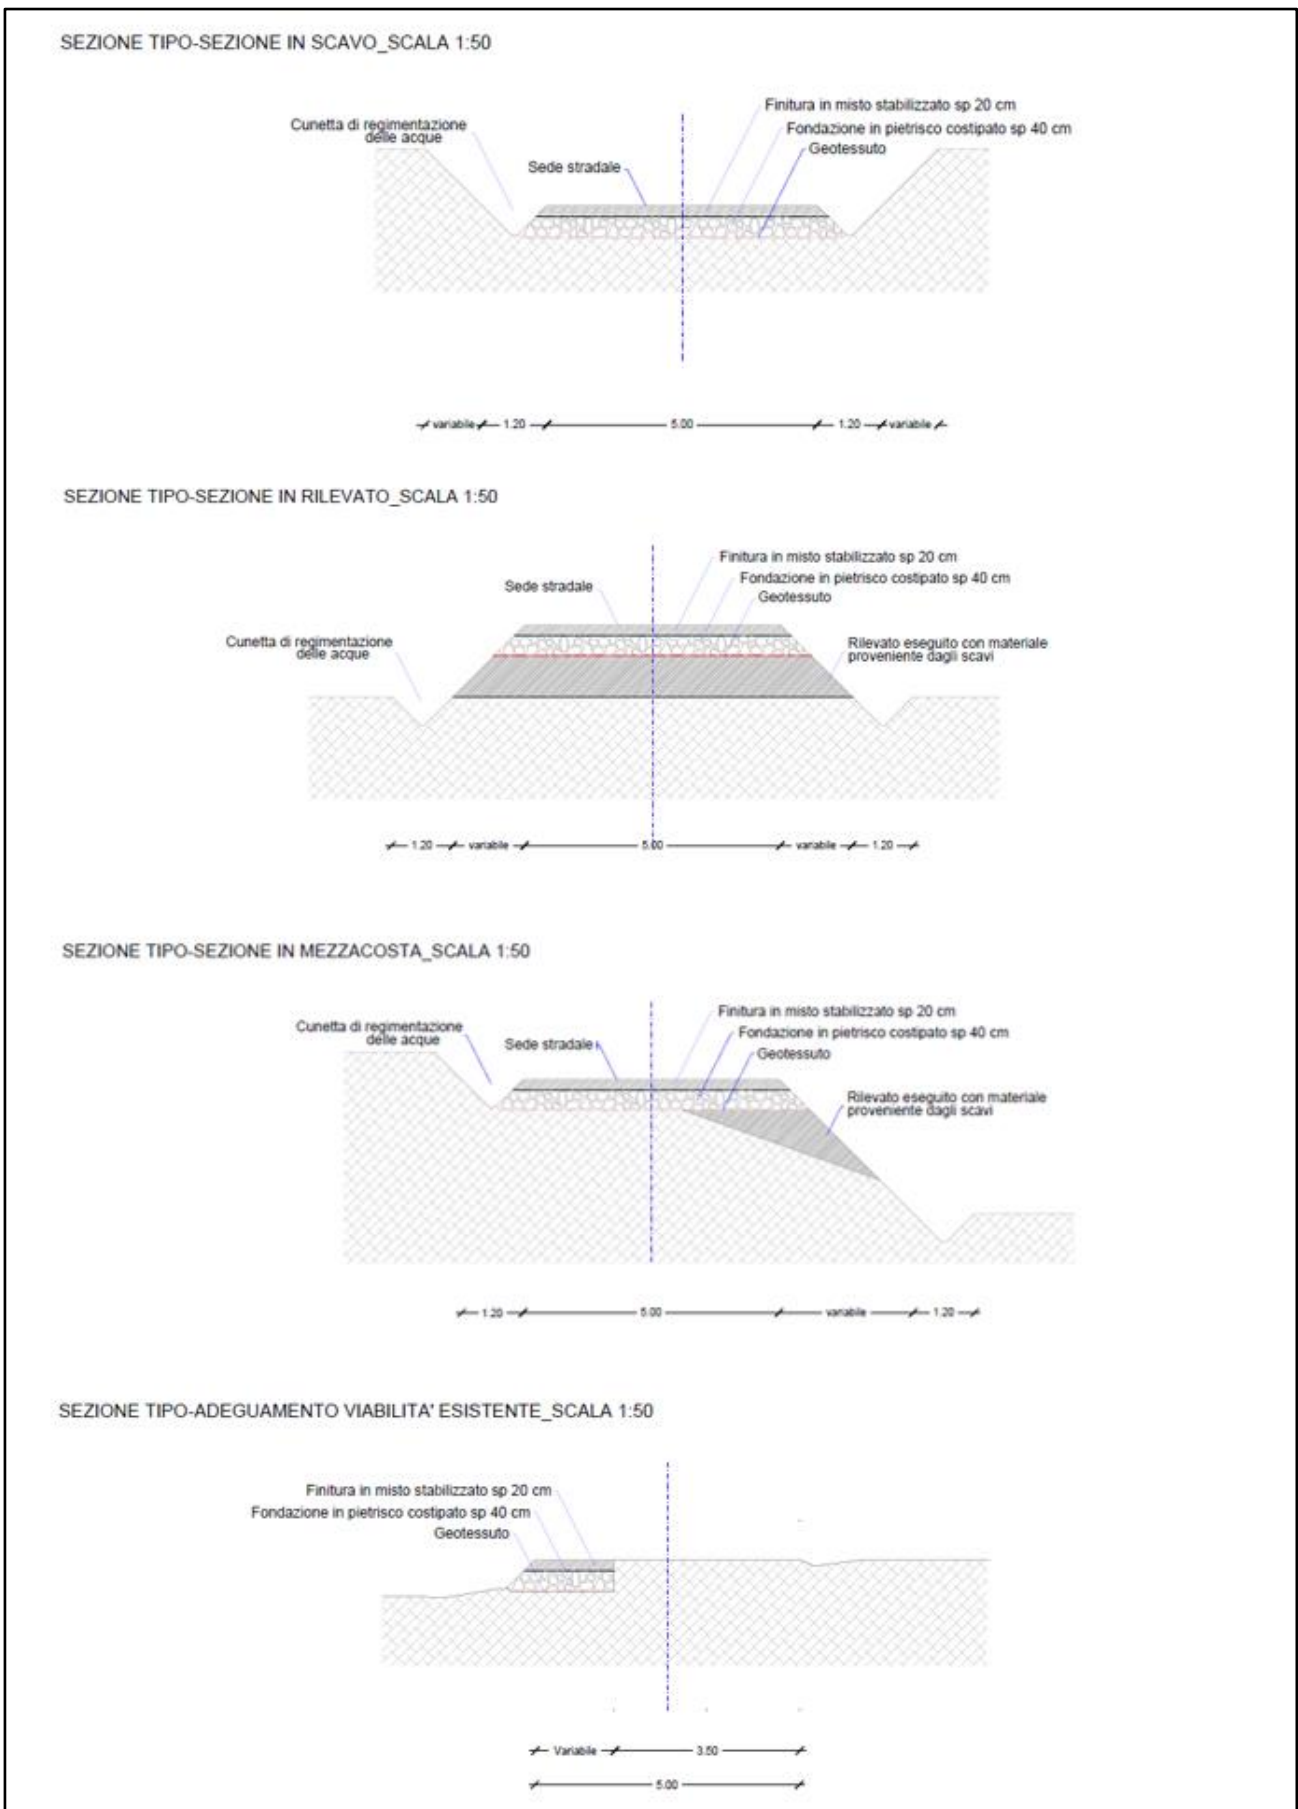 SEZIONE TIPO-SEZIONE IN SCAVO_SCALA 1:50
Finitura in misto stabilizzato sp 20 cm
Cunetta di regimentazione
delle acque
Fondazione in pietrisco costipato sp 40 cm
Geotessuto
Sede stradale
variabile 1.20 5.00 1.20 variabile
SEZIONE TIPO-SEZIONE IN RILEVATO_SCALA 1:50
Finitura in misto stabilizzato sp 20 cm
Fondazione in pietrisco costipato sp 40 cm
Sede stradale
Geotessuto
Cunetta di regimentazione
delle acque
Rilevato eseguito con materiale
proveniente dagli scavi
1.20 variabile 5.00 variabile 1.20
SEZIONE TIPO-SEZIONE IN MEZZACOSTA_SCALA 1:50
Finitura in misto stabilizzato sp 20 cm
Cunetta di regimentazione
delle acque
Fondazione in pietrisco costipato sp 40 cm
Sede stradale
Geotessuto
Rilevato eseguito con materiale
proveniente dagli scavi
1.20 5.00 variabile 1.20
SEZIONE TIPO-ADEGUAMENTO VIABILITA' ESISTENTE_SCALA 1:50
Finitura in misto stabilizzato sp 20 cm
Fondazione in pietrisco costipato sp 40 cm
Geotessuto
Variabile 3.50
5.00